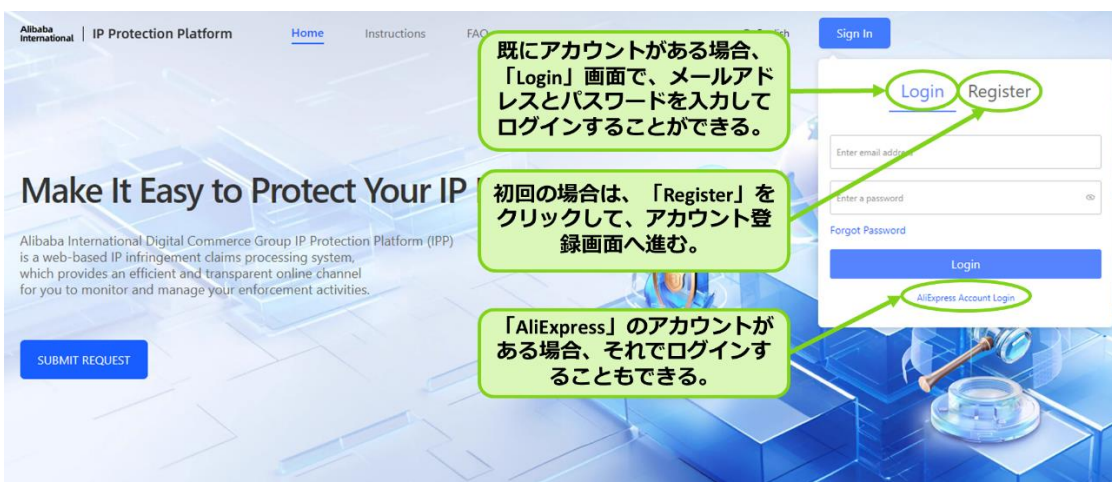 Alibaba
International
IP Protection Platform
Home
Instructions
FAQ
Sign In
既にアカウントがある場合、
「Login」画面で、メールアド
レスとパスワードを入力して
ログインすることができる。
Login
Register
Enter email address
Enter a password
Forgot Password
Login
AliExpress Account Login
Make It Easy to Protect Your IP
初回の場合は、「Register」を
クリックして、アカウント登
録画面へ進む。
Alibaba International Digital Commerce Group IP Protection Platform (IPP)
is a web-based IP infringement claims processing system,
which provides an efficient and transparent online channel
for you to monitor and manage your enforcement activities.
SUBMIT REQUEST
「AliExpress」のアカウントが
ある場合、それでログインす
ることもできる。